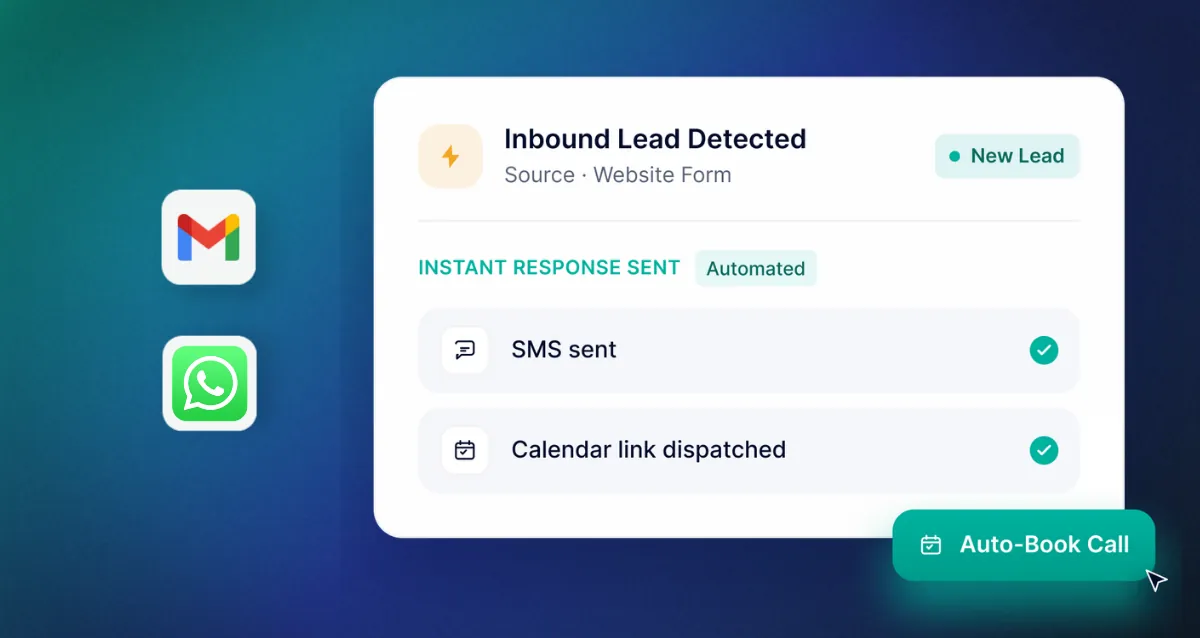 Inbound Lead Detected
Source · Website Form
New Lead
INSTANT RESPONSE SENT
Automated
SMS sent
Calendar link dispatched
Auto-Book Call